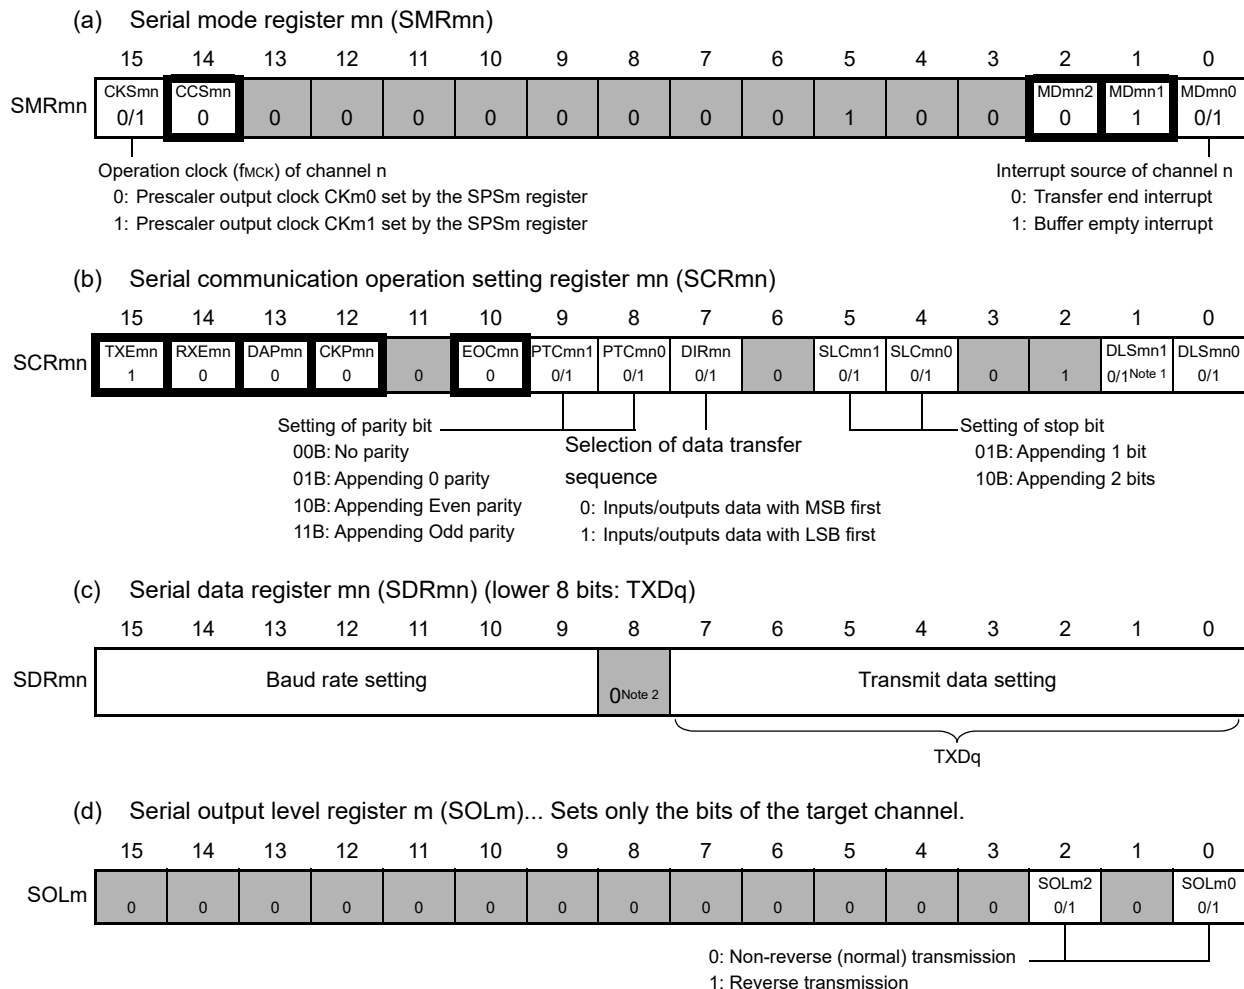 (a) Serial mode register mn (SMRmn)
15 14 13 12 11 10 9 8 7 6 5 4 3 2 1 0
SMRmn
CKSmn CCSmn MDmn2 MDmn1 MDmn0
0/1 0 0 0 0 0 0 0 0 0 1 0 0 0 1 0/1
Operation clock (fMCK) of channel n
0: Prescaler output clock CKm0 set by the SPSm register
1: Prescaler output clock CKm1 set by the SPSm register
Interrupt source of channel n
0: Transfer end interrupt
1: Buffer empty interrupt
(b) Serial communication operation setting register mn (SCRmn)
15 14 13 12 11 10 9 8 7 6 5 4 3 2 1 0
SCRmn
TXEmn RXEmn DAPmn CKPmn EOCmn PTCmn1 PTCmn0 DIRmn SLCmn1 SLCmn0 DLSmn1 DLSmn0
1 0 0 0 0 0 0/1 0/1 0/1 0 0/1 0/1 0 1 0/1Note 1 0/1
Setting of parity bit
00B: No parity
01B: Appending 0 parity
10B: Appending Even parity
11B: Appending Odd parity
Selection of data transfer
sequence
0: Inputs/outputs data with MSB first
1: Inputs/outputs data with LSB first
Setting of stop bit
01B: Appending 1 bit
10B: Appending 2 bits
(c) Serial data register mn (SDRmn) (lower 8 bits: TXDq)
15 14 13 12 11 10 9 8 7 6 5 4 3 2 1 0
SDRmn
Baud rate setting
0Note 2
Transmit data setting
TXDq
(d) Serial output level register m (SOLm)... Sets only the bits of the target channel.
15 14 13 12 11 10 9 8 7 6 5 4 3 2 1 0
SOLm
SOLm2 SOLm0
0 0 0 0 0 0 0 0 0 0 0 0 0 0/1 0 0/1
0: Non-reverse (normal) transmission
1: Reverse transmission